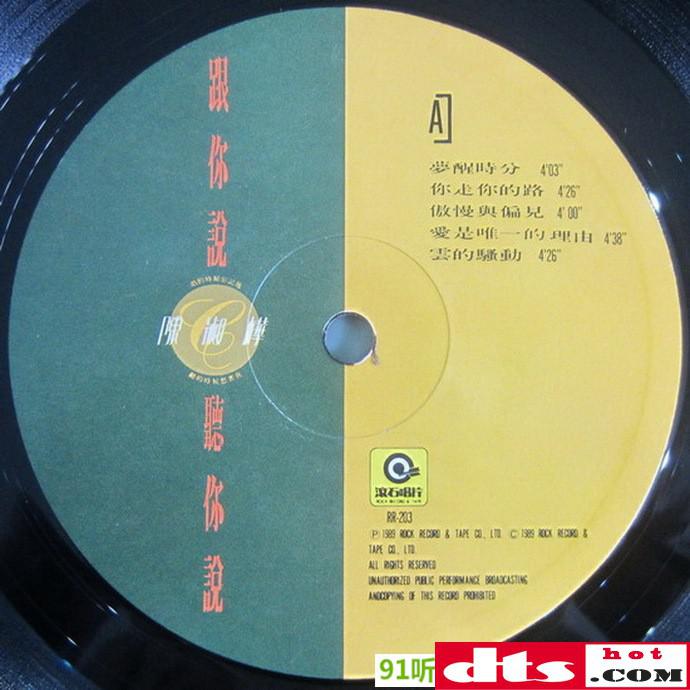 跟你說
陳淑樺
聽你說
A
夢醒時分 4'03"
你走你的路 4'26"
傲慢與偏見 4'00"
愛是唯一的理由 4'38"
雲的騷動 4'26"
滾石唱片
ROCK RECORD & TAPE
RR-203
Ⓟ 1989 ROCK RECORD & TAPE CO., LTD. Ⓒ 1989 ROCK RECORD &
TAPE CO., LTD.
ALL RIGHTS RESERVED
UNAUTHORIZED PUBLIC PERFORMANCE BROADCASTING
ANDCOPYING OF THIS RECORD PROHIBITED
91听
dts hot .COM